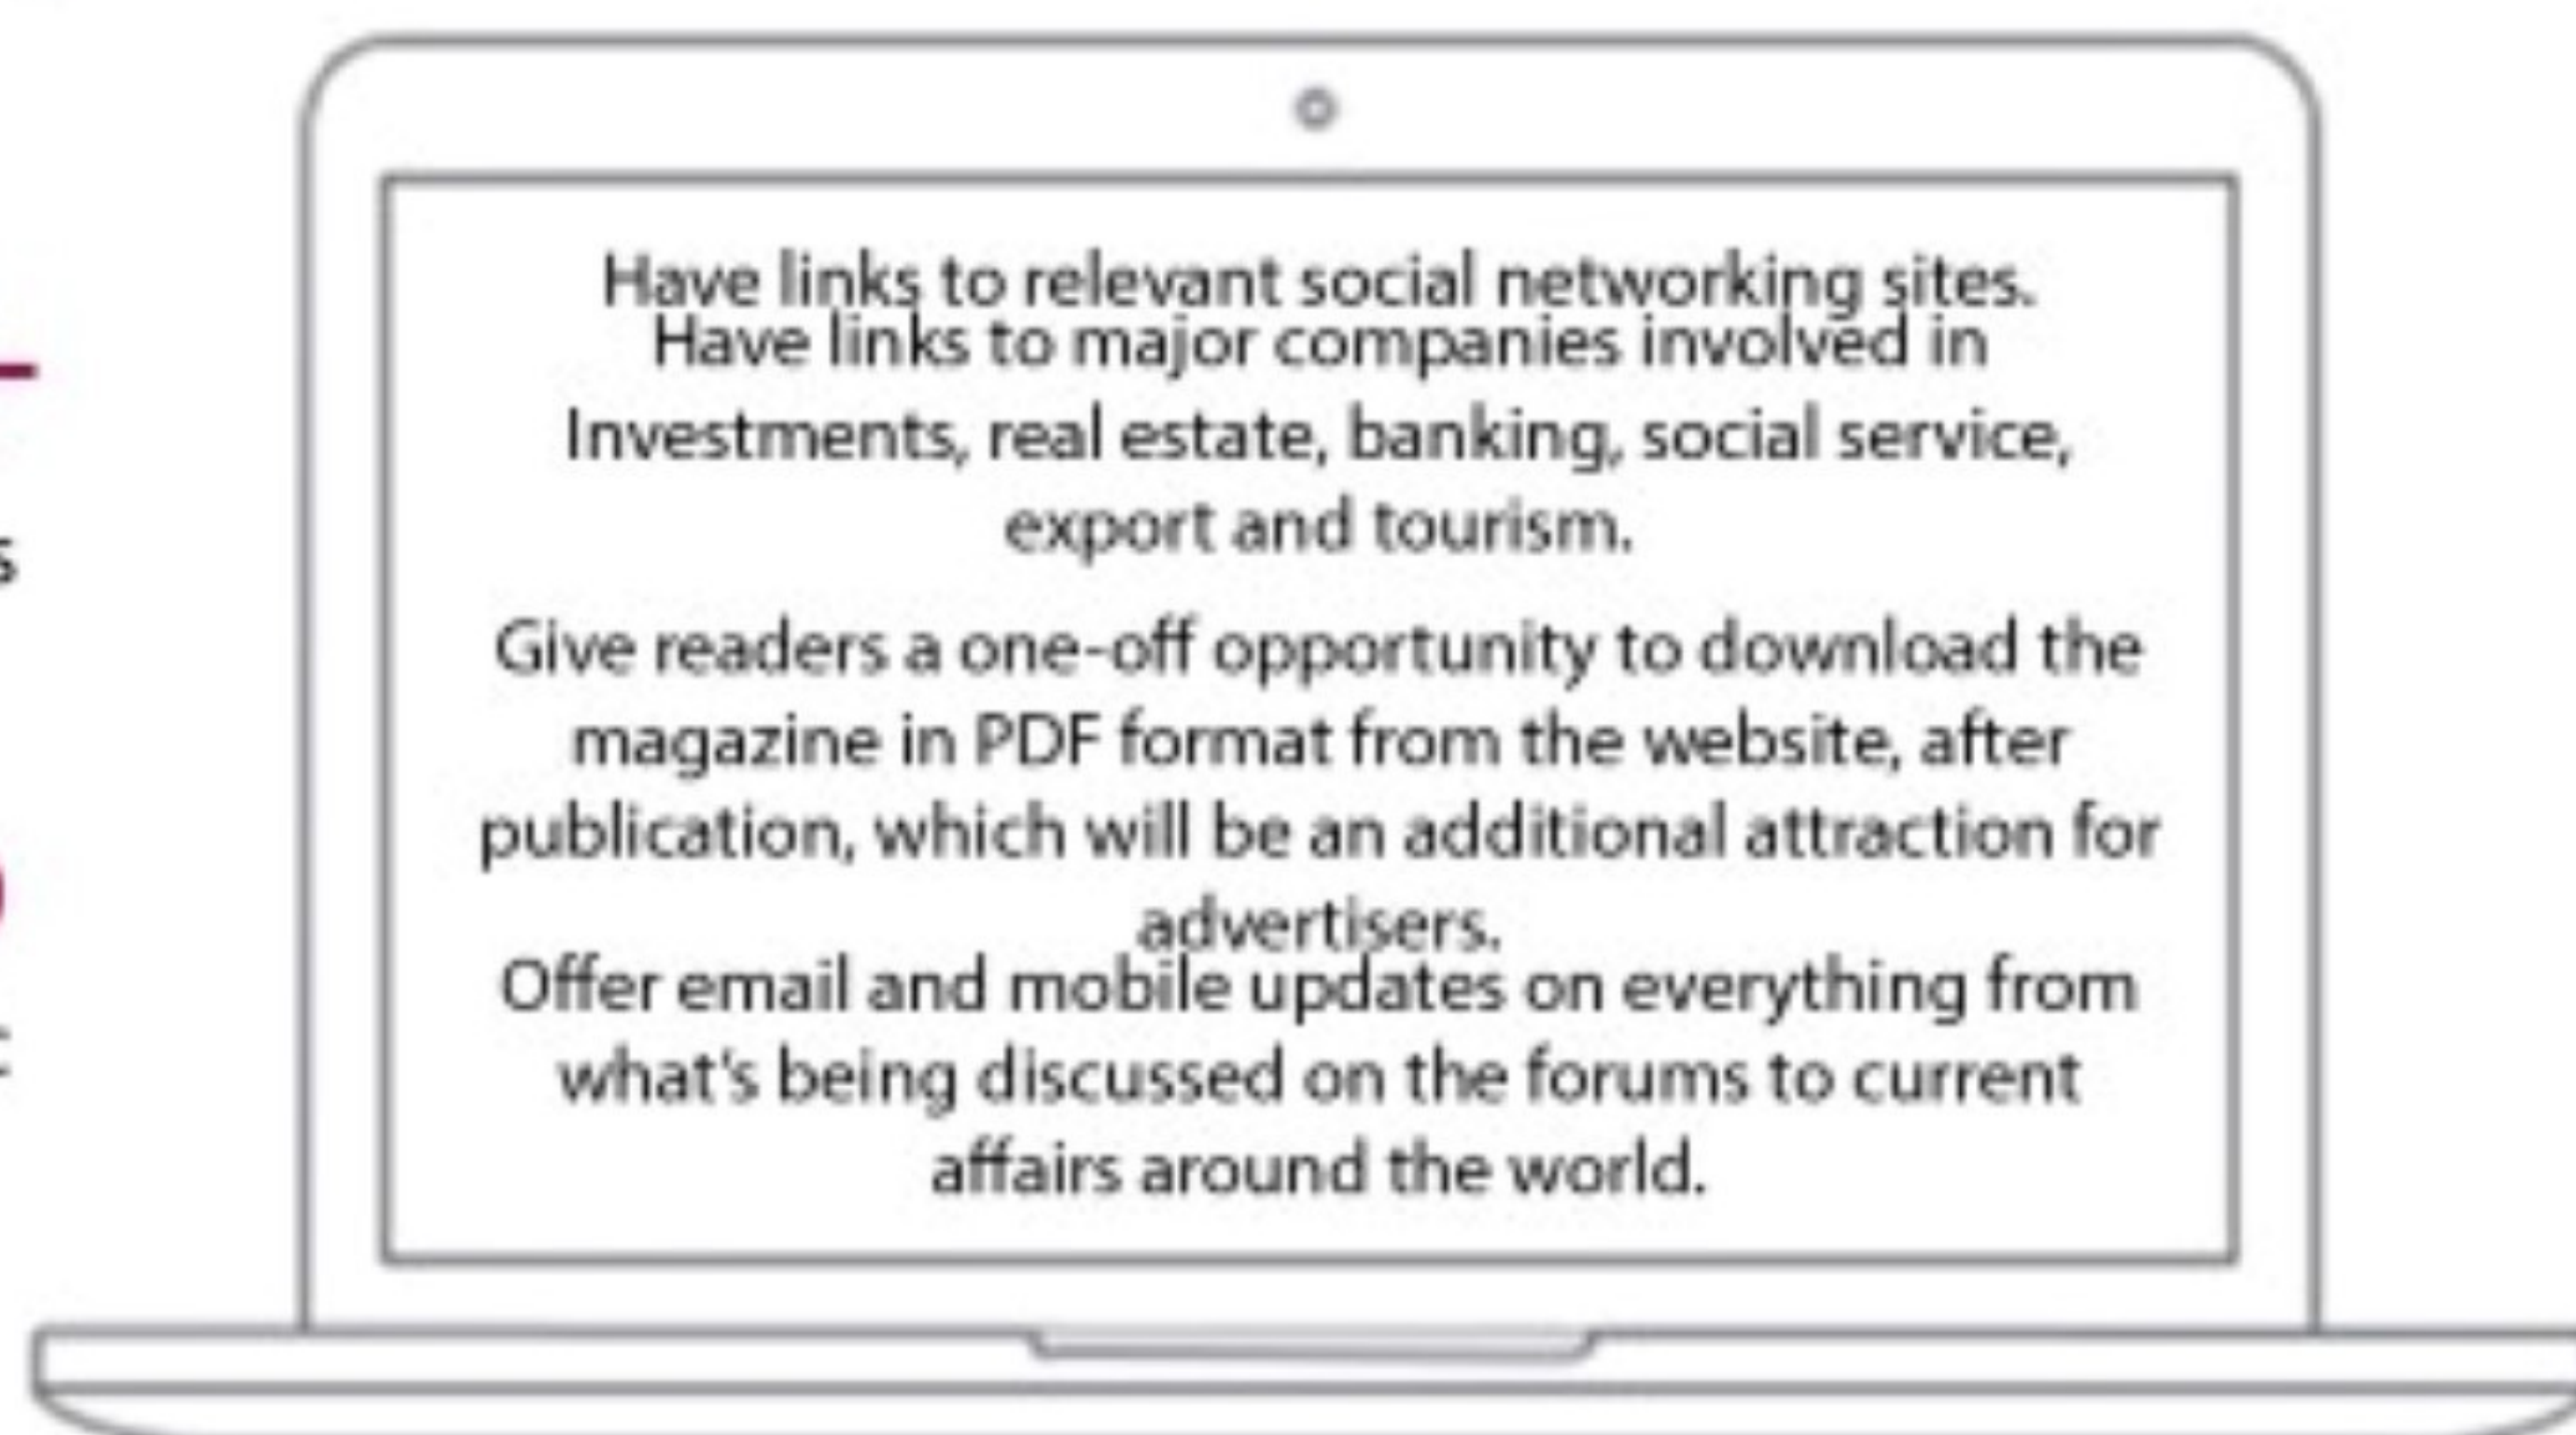 Have links to relevant social networking sites.
Have links to major companies involved in
Investments, real estate, banking, social service,
export and tourism.
Give readers a one-off opportunity to download the
magazine in PDF format from the website, after
publication, which will be an additional attraction for
advertisers.
Offer email and mobile updates on everything from
what's being discussed on the forums to current
affairs around the world.